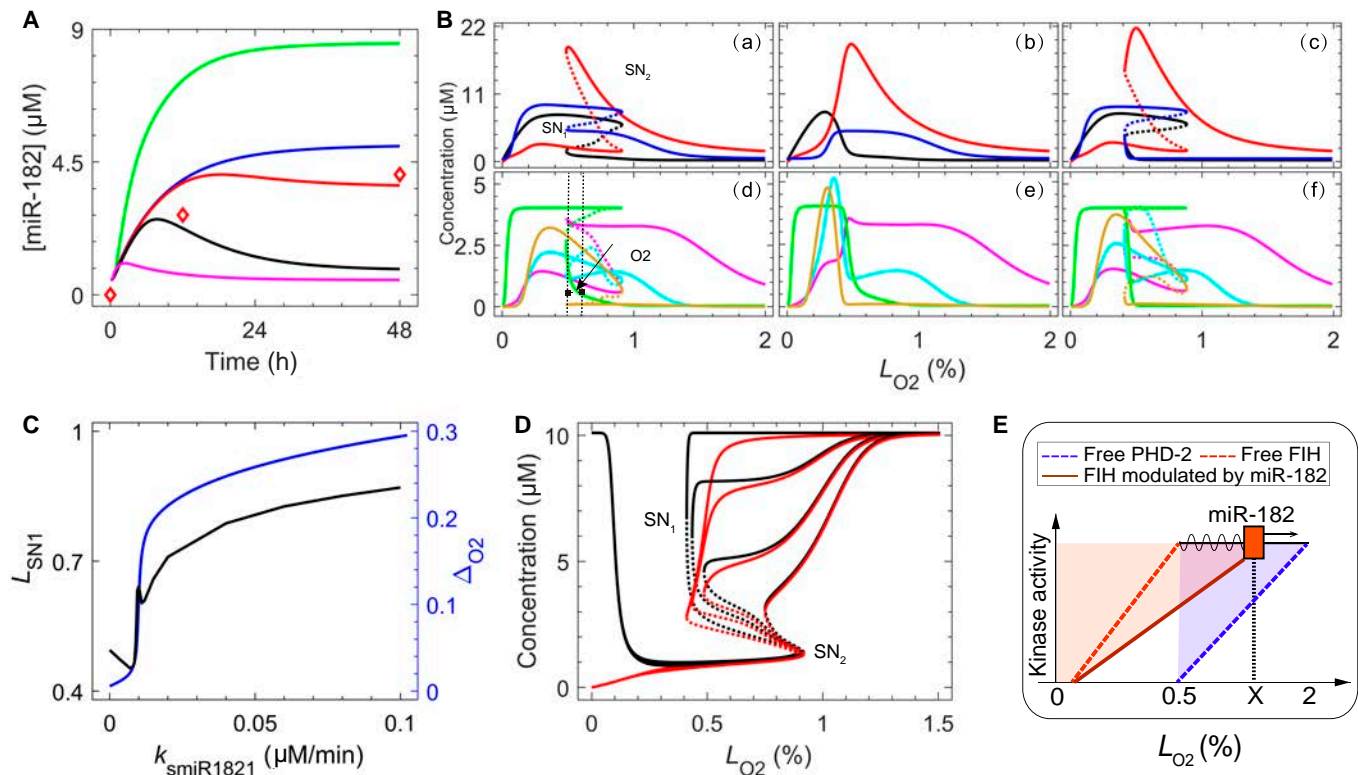 A
9
4.5
0
[miR-182] (μM)
0 24 48
Time (h)
B
22
11
0
Concentration (μM)
(a)
SN2
SN1
(b)
(c)
5
2.5
0
(d)
O2
(e)
(f)
0 1 2
0 1 2
0 1 2
LO2 (%)
C
1
0.7
0.4
LSN1
0.3
0.2
0.1
0
ΔO2
0 0.05 0.1
ksmiR1821 (μM/min)
D
10
5
0
Concentration (μM)
SN1
SN2
0 0.5 1 1.5
LO2 (%)
E
Free PHD-2 Free FIH
FIH modulated by miR-182
miR-182
Kinase activity
0 0.5 X 2
LO2 (%)